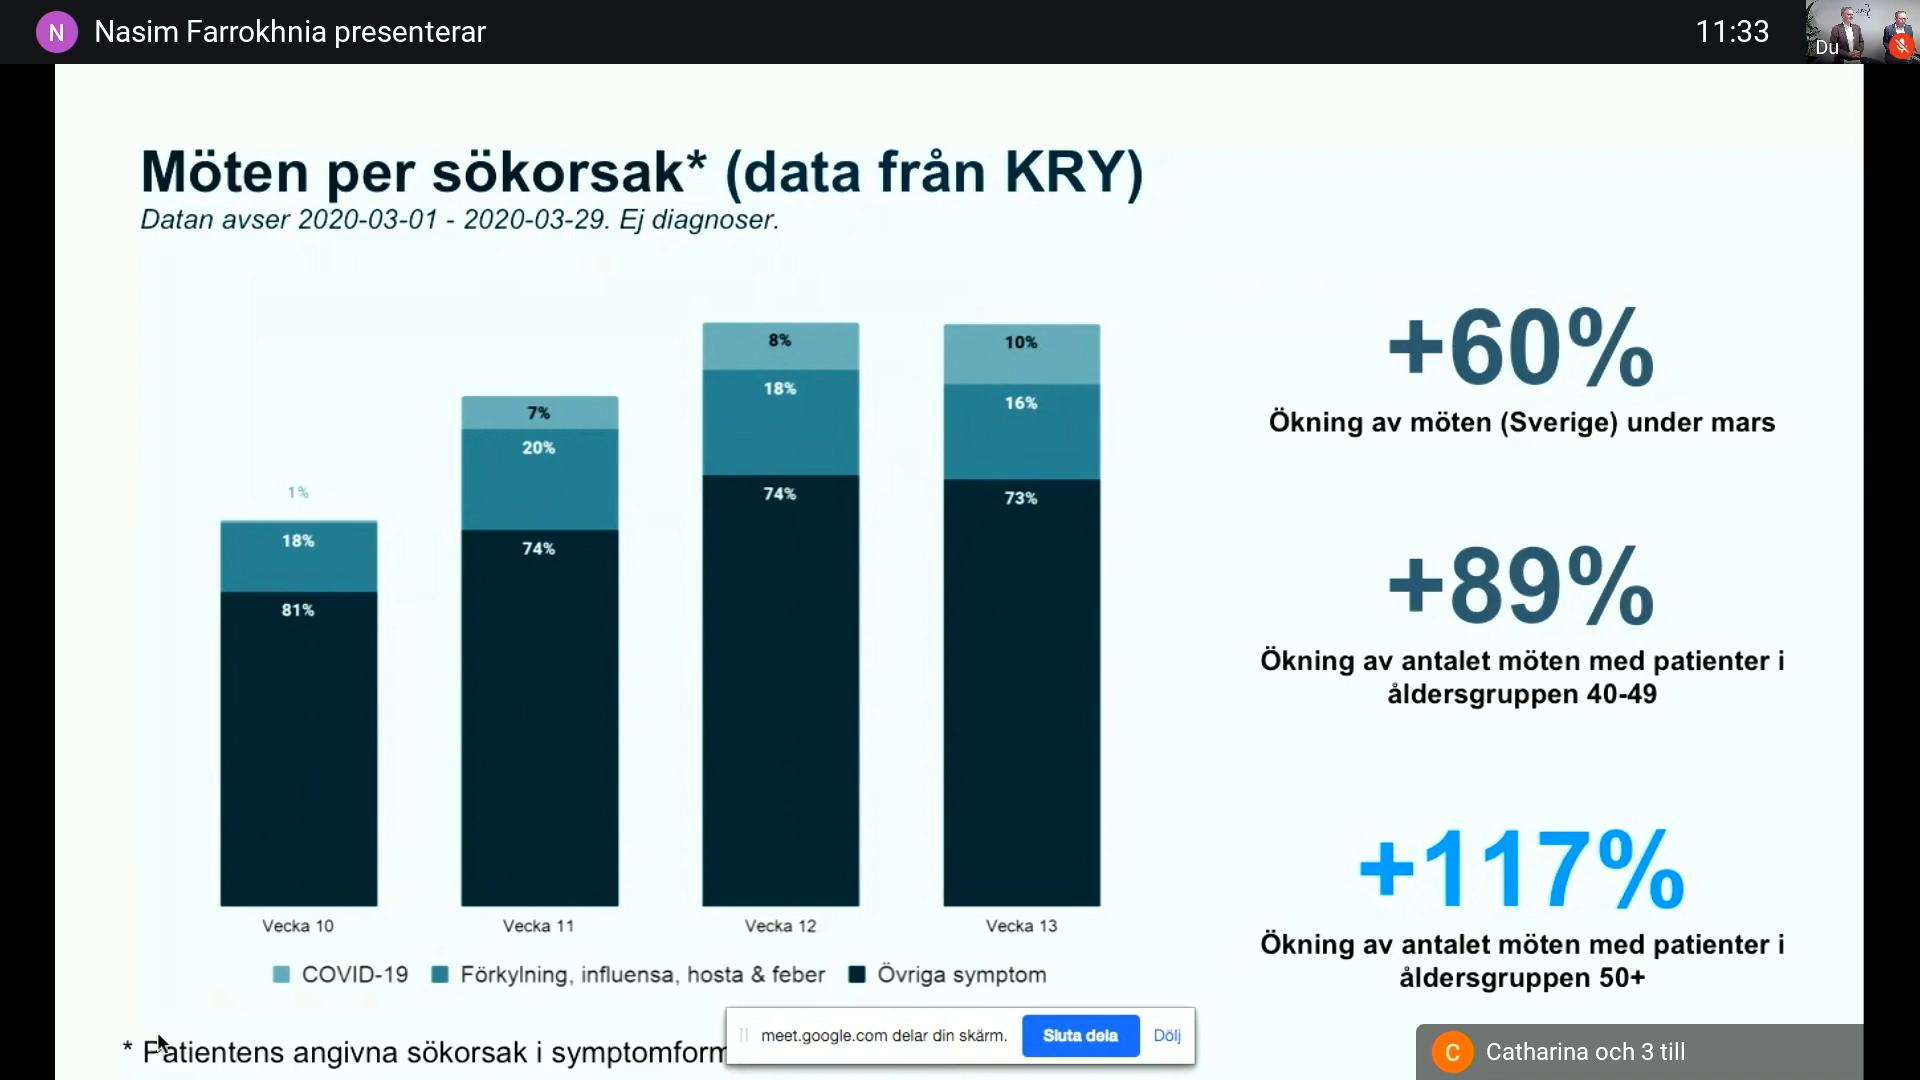 N Nasim Farrokhnia presenterar
11:33
Du
Möten per sökorsak* (data från KRY)
Datan avser 2020-03-01 - 2020-03-29. Ej diagnoser.
1%
18%
81%
7%
20%
74%
8%
18%
74%
10%
16%
73%
Vecka 10
Vecka 11
Vecka 12
Vecka 13
COVID-19
Förkylning, influensa, hosta & feber
Övriga symptom
+60%
Ökning av möten (Sverige) under mars
+89%
Ökning av antalet möten med patienter i
åldersgruppen 40-49
+117%
Ökning av antalet möten med patienter i
åldersgruppen 50+
* Patientens angivna sökorsak i symptomform
meet.google.com delar din skärm.
Sluta dela
Dölj
C Catharina och 3 till